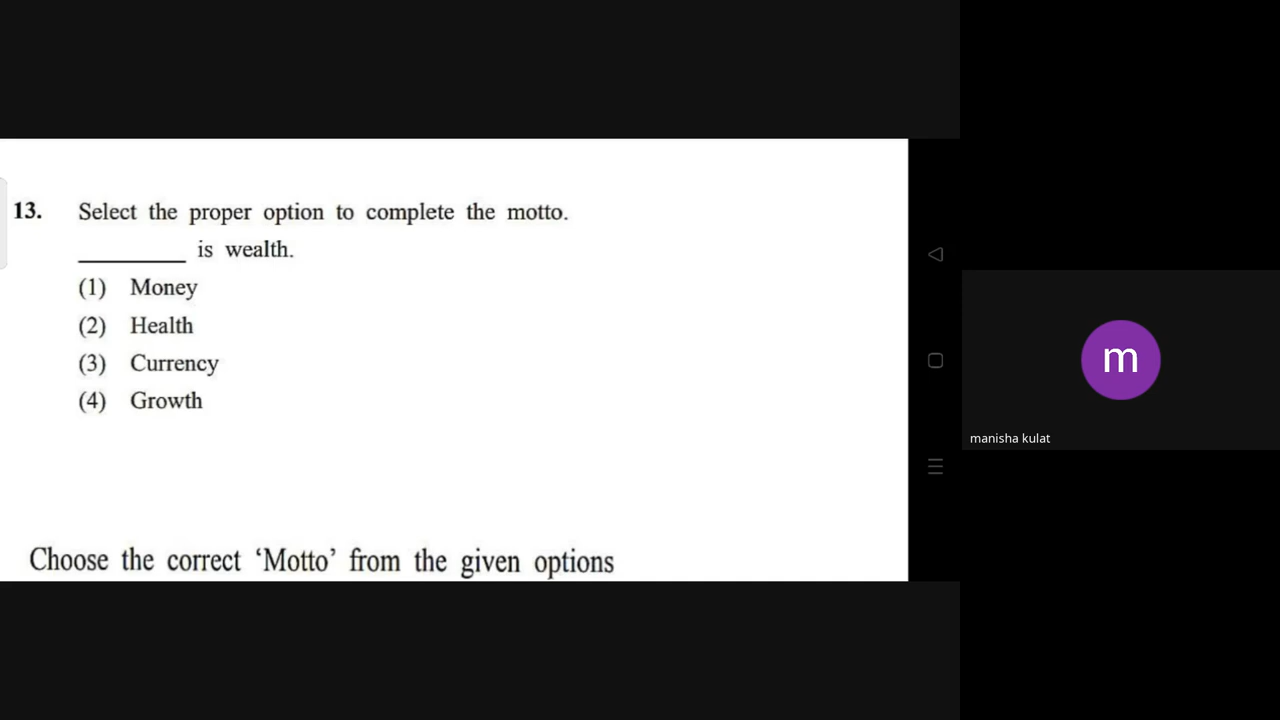 13. Select the proper option to complete the motto.
________ is wealth.
(1) Money
(2) Health
(3) Currency
(4) Growth
Choose the correct ‘Motto’ from the given options
m
manisha kulat